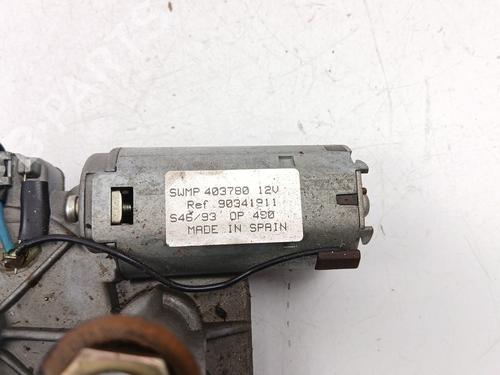 SWMP 403780 12V
Ref 90341911
S46/93 OP 490
MADE IN SPAIN